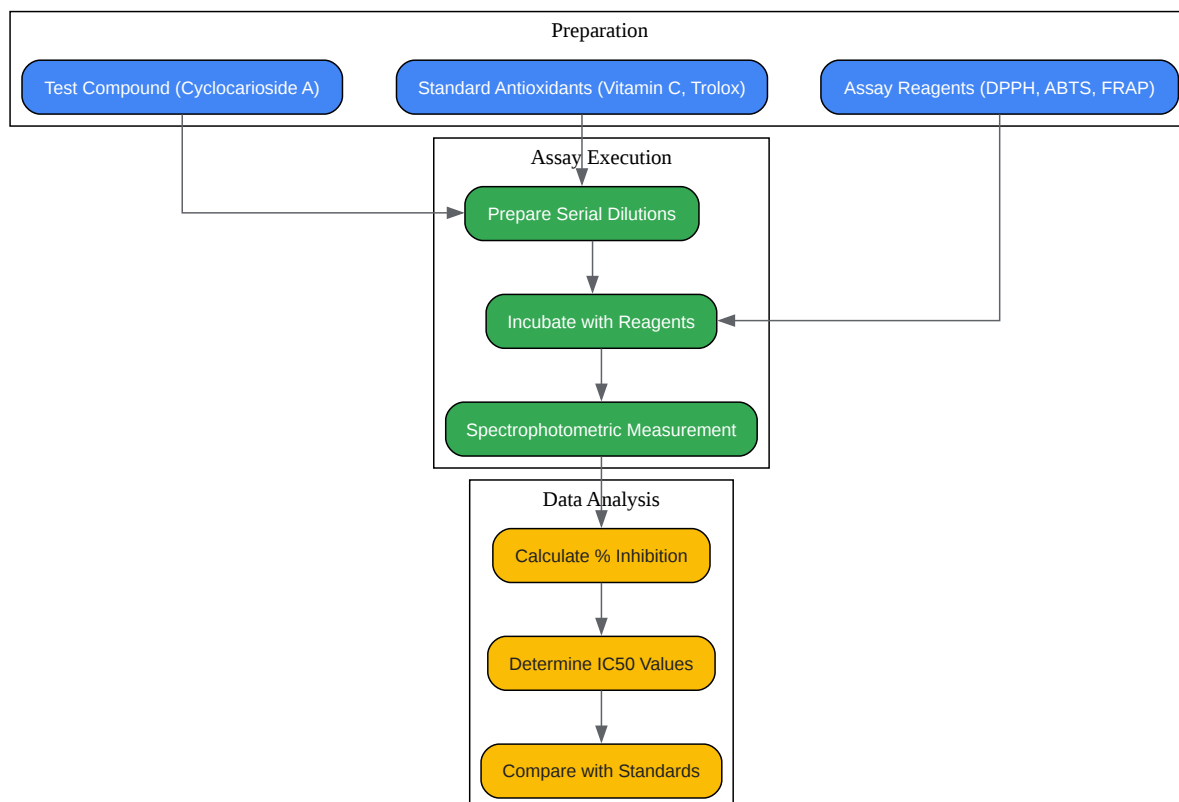 Preparation
Test Compound (Cyclocarioside A)
Standard Antioxidants (Vitamin C, Trolox)
Assay Reagents (DPPH, ABTS, FRAP)
Assay Execution
Prepare Serial Dilutions
Incubate with Reagents
Spectrophotometric Measurement
Data Analysis
Calculate % Inhibition
Determine IC50 Values
Compare with Standards